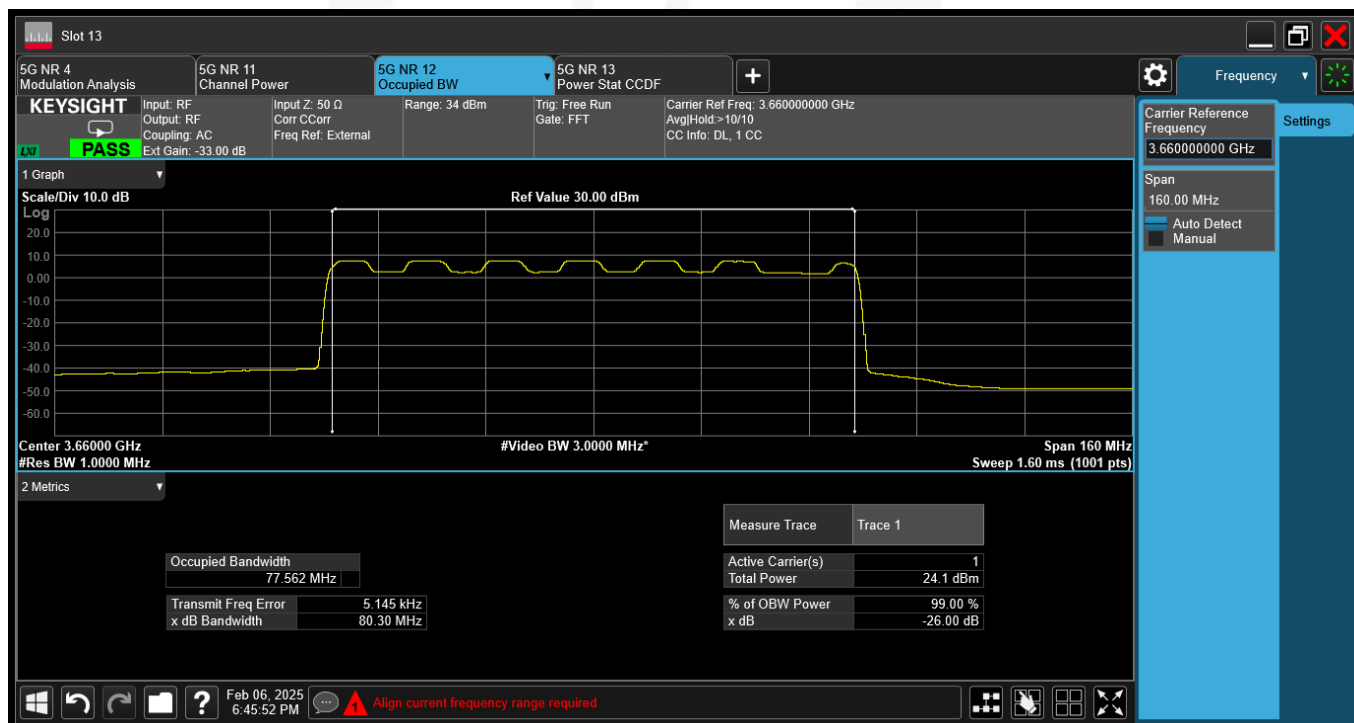 Slot 13
5G NR 4
Modulation Analysis
5G NR 11
Channel Power
5G NR 12
Occupied BW
5G NR 13
Power Stat CCDF
Frequency
KEYSIGHT
LXI
PASS
Input: RF
Output: RF
Coupling: AC
Ext Gain: -33.00 dB
Input Z: 50 Ω
Corr CCorr
Freq Ref: External
Range: 34 dBm
Trig: Free Run
Gate: FFT
Carrier Ref Freq: 3.660000000 GHz
Avg|Hold:>10/10
CC Info: DL, 1 CC
Carrier Reference
Frequency
3.660000000 GHz
Settings
Span
160.00 MHz
Auto Detect
Manual
1 Graph
Scale/Div 10.0 dB
Ref Value 30.00 dBm
Log
20.0
10.0
0.00
-10.0
-20.0
-30.0
-40.0
-50.0
-60.0
Center 3.66000 GHz
#Video BW 3.0000 MHz*
Span 160 MHz
#Res BW 1.0000 MHz
Sweep 1.60 ms (1001 pts)
2 Metrics
Measure Trace Trace 1
Occupied Bandwidth
77.562 MHz
Active Carrier(s) 1
Total Power 24.1 dBm
Transmit Freq Error 5.145 kHz
x dB Bandwidth 80.30 MHz
% of OBW Power 99.00 %
x dB -26.00 dB
?
Feb 06, 2025
6:45:52 PM
1
Align current frequency range required